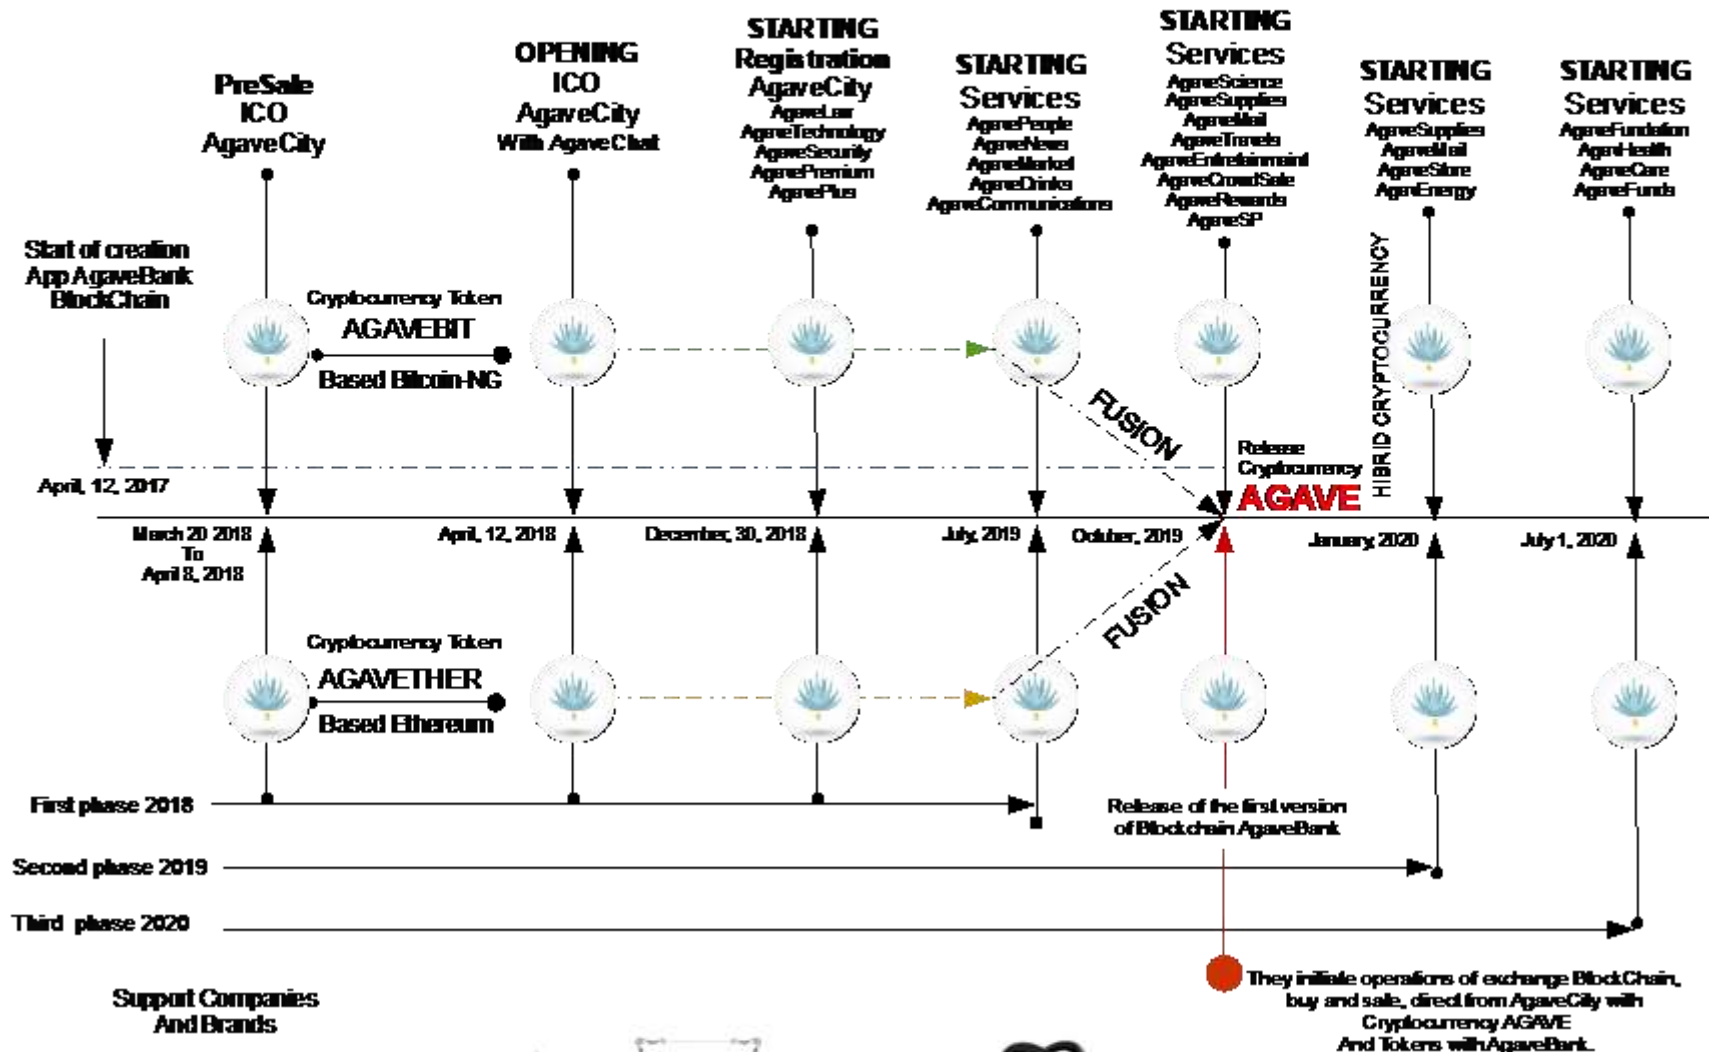 PreSale
ICO
AgaveCity
OPENING
ICO
AgaveCity
With AgaveChat
STARTING
Registration
AgaveCity
AgaveLair
AgaveTechnology
AgaveSecurity
AgavePremium
AgavePlus
STARTING
Services
AgavePeople
AgaveNews
AgaveMarket
AgaveDrinks
AgaveCommunications
STARTING
Services
AgaveScience
AgaveSupplies
AgaveMail
AgaveTravels
AgaveEntretainmaint
AgaveCrowdSale
AgaveRewards
AgaveSP
STARTING
Services
AgaveSupplies
AgaveMail
AgaveStore
AgavEnergy
STARTING
Services
AgaveFundation
AgavHealth
AgaveCare
AgaveFunds
Start of creation
App AgaveBank
BlockChain
Cryptocurrency Token
AGAVEBIT
Based Bitcoin-NG
FUSION
HIBRID CRYPTOCURRENCY
Release
Cryptocurrency
AGAVE
April, 12, 2017
March 20 2018
To
April 8, 2018
April, 12, 2018
December, 30, 2018
July, 2019
October, 2019
January, 2020
July 1, 2020
FUSION
Cryptocurrency Token
AGAVETHER
Based Ethereum
First phase 2018
Release of the first version
of Blockchain AgaveBank
Second phase 2019
Third phase 2020
Support Companies
And Brands
They initiate operations of exchange BlockChain,
buy and sale, direct from AgaveCity with
Cryptocurrency AGAVE
And Tokens with AgaveBank.